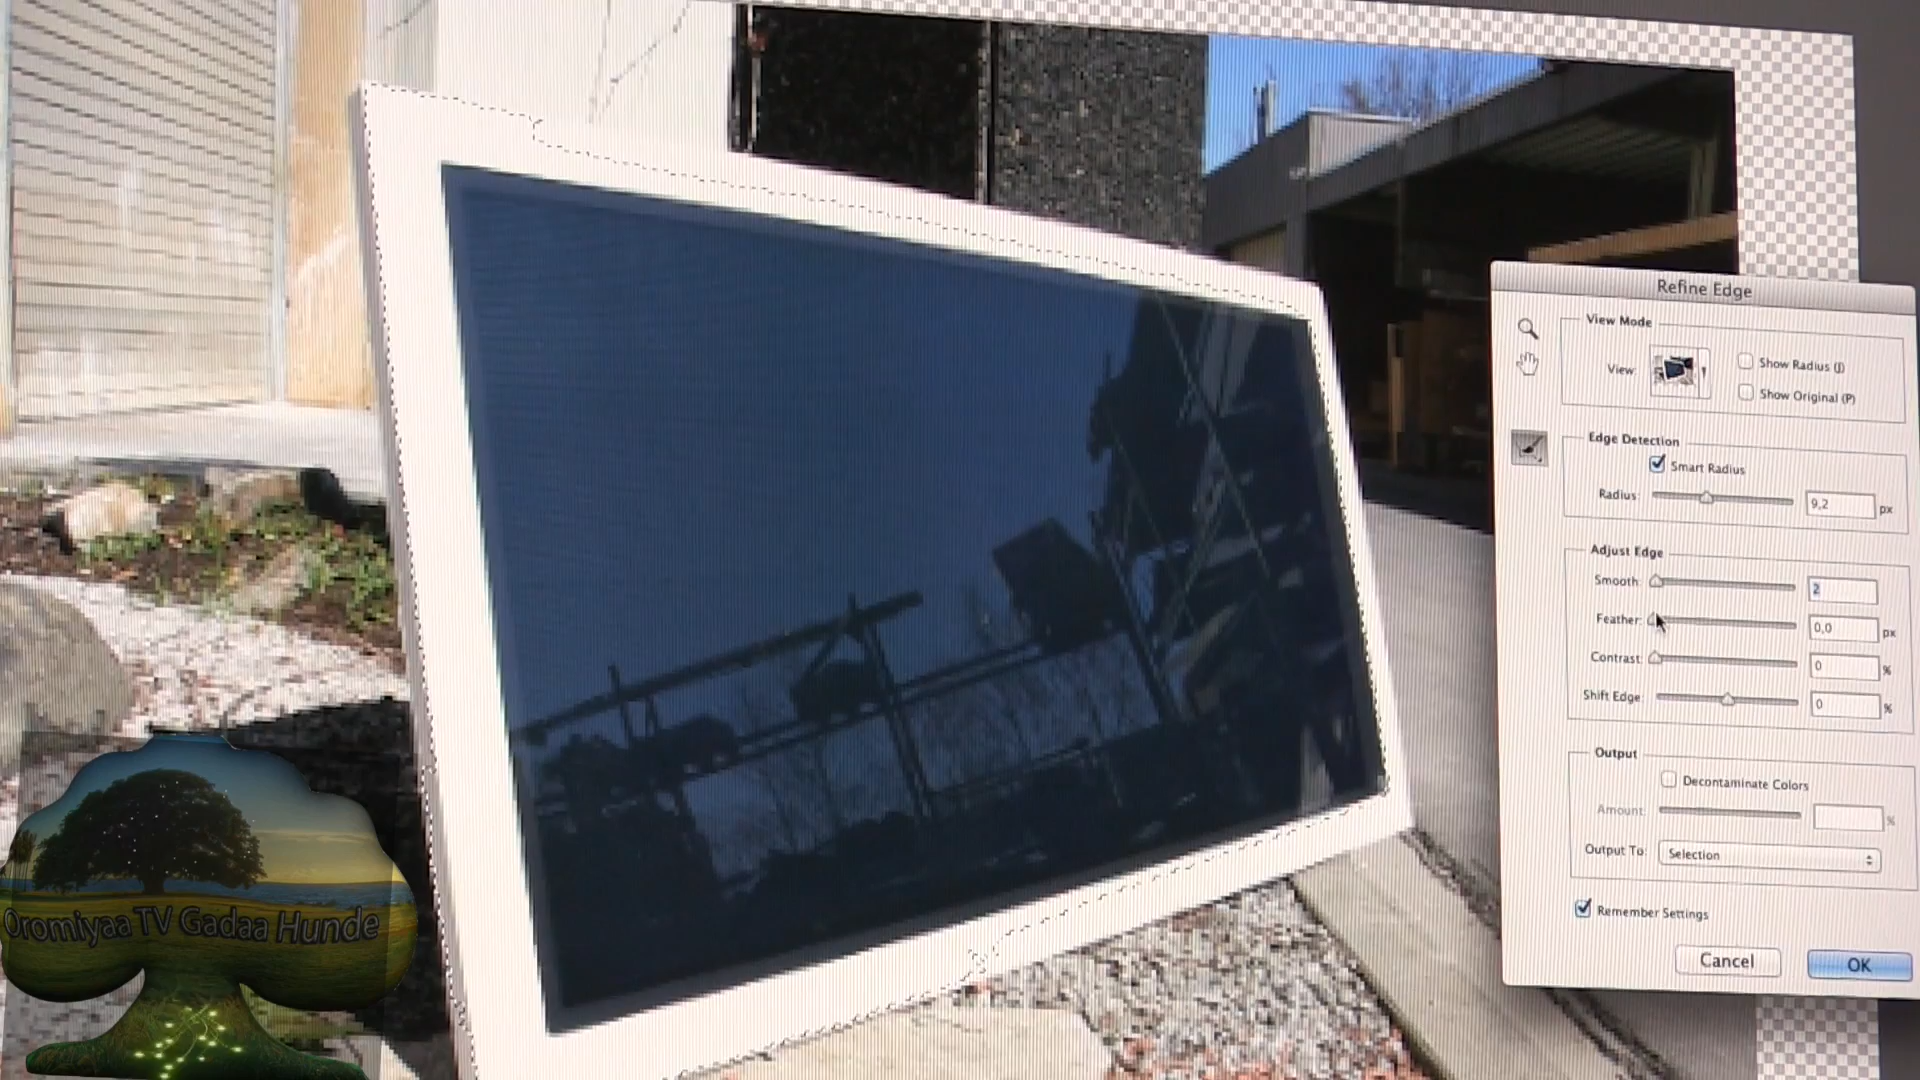 Refine Edge
View Mode
View:
Show Radius (J)
Show Original (P)
Edge Detection
Smart Radius
Radius: 9,2 px
Adjust Edge
Smooth: 2
Feather: 0,0 px
Contrast: 0 %
Shift Edge: 0 %
Output
Decontaminate Colors
Amount: %
Output To: Selection
Remember Settings
Cancel OK
Oromiyaa TV Gadaa Hunde